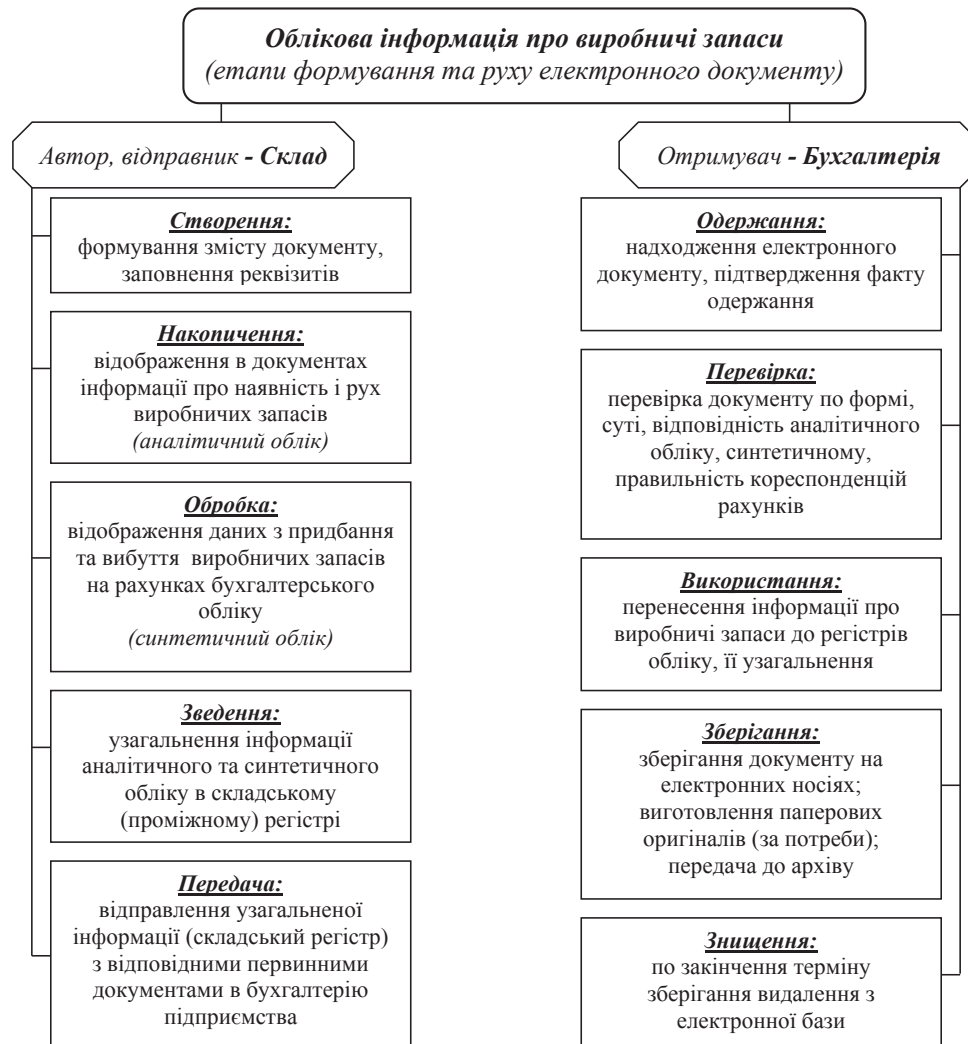 Облікова інформація про виробничі запаси
(етапи формування та руху електронного документу)
Автор, відправник - Склад
Створення:
формування змісту документу,
заповнення реквізитів
Накопичення:
відображення в документах
інформації про наявність і рух
виробничих запасів
(аналітичний облік)
Обробка:
відображення даних з придбання
та вибуття виробничих запасів
на рахунках бухгалтерського
обліку
(синтетичний облік)
Зведення:
узагальнення інформації
аналітичного та синтетичного
обліку в складському
(проміжному) регістрі
Передача:
відправлення узагальненої
інформації (складський регістр)
з відповідними первинними
документами в бухгалтерію
підприємства
Отримувач - Бухгалтерія
Одержання:
надходження електронного
документу, підтвердження факту
одержання
Перевірка:
перевірка документу по формі,
суті, відповідність аналітичного
обліку, синтетичному,
правильність кореспонденцій
рахунків
Використання:
перенесення інформації про
виробничі запаси до регістрів
обліку, її узагальнення
Зберігання:
зберігання документу на
електронних носіях;
виготовлення паперових
оригіналів (за потреби);
передача до архіву
Знищення:
по закінчення терміну
зберігання видалення з
електронної бази